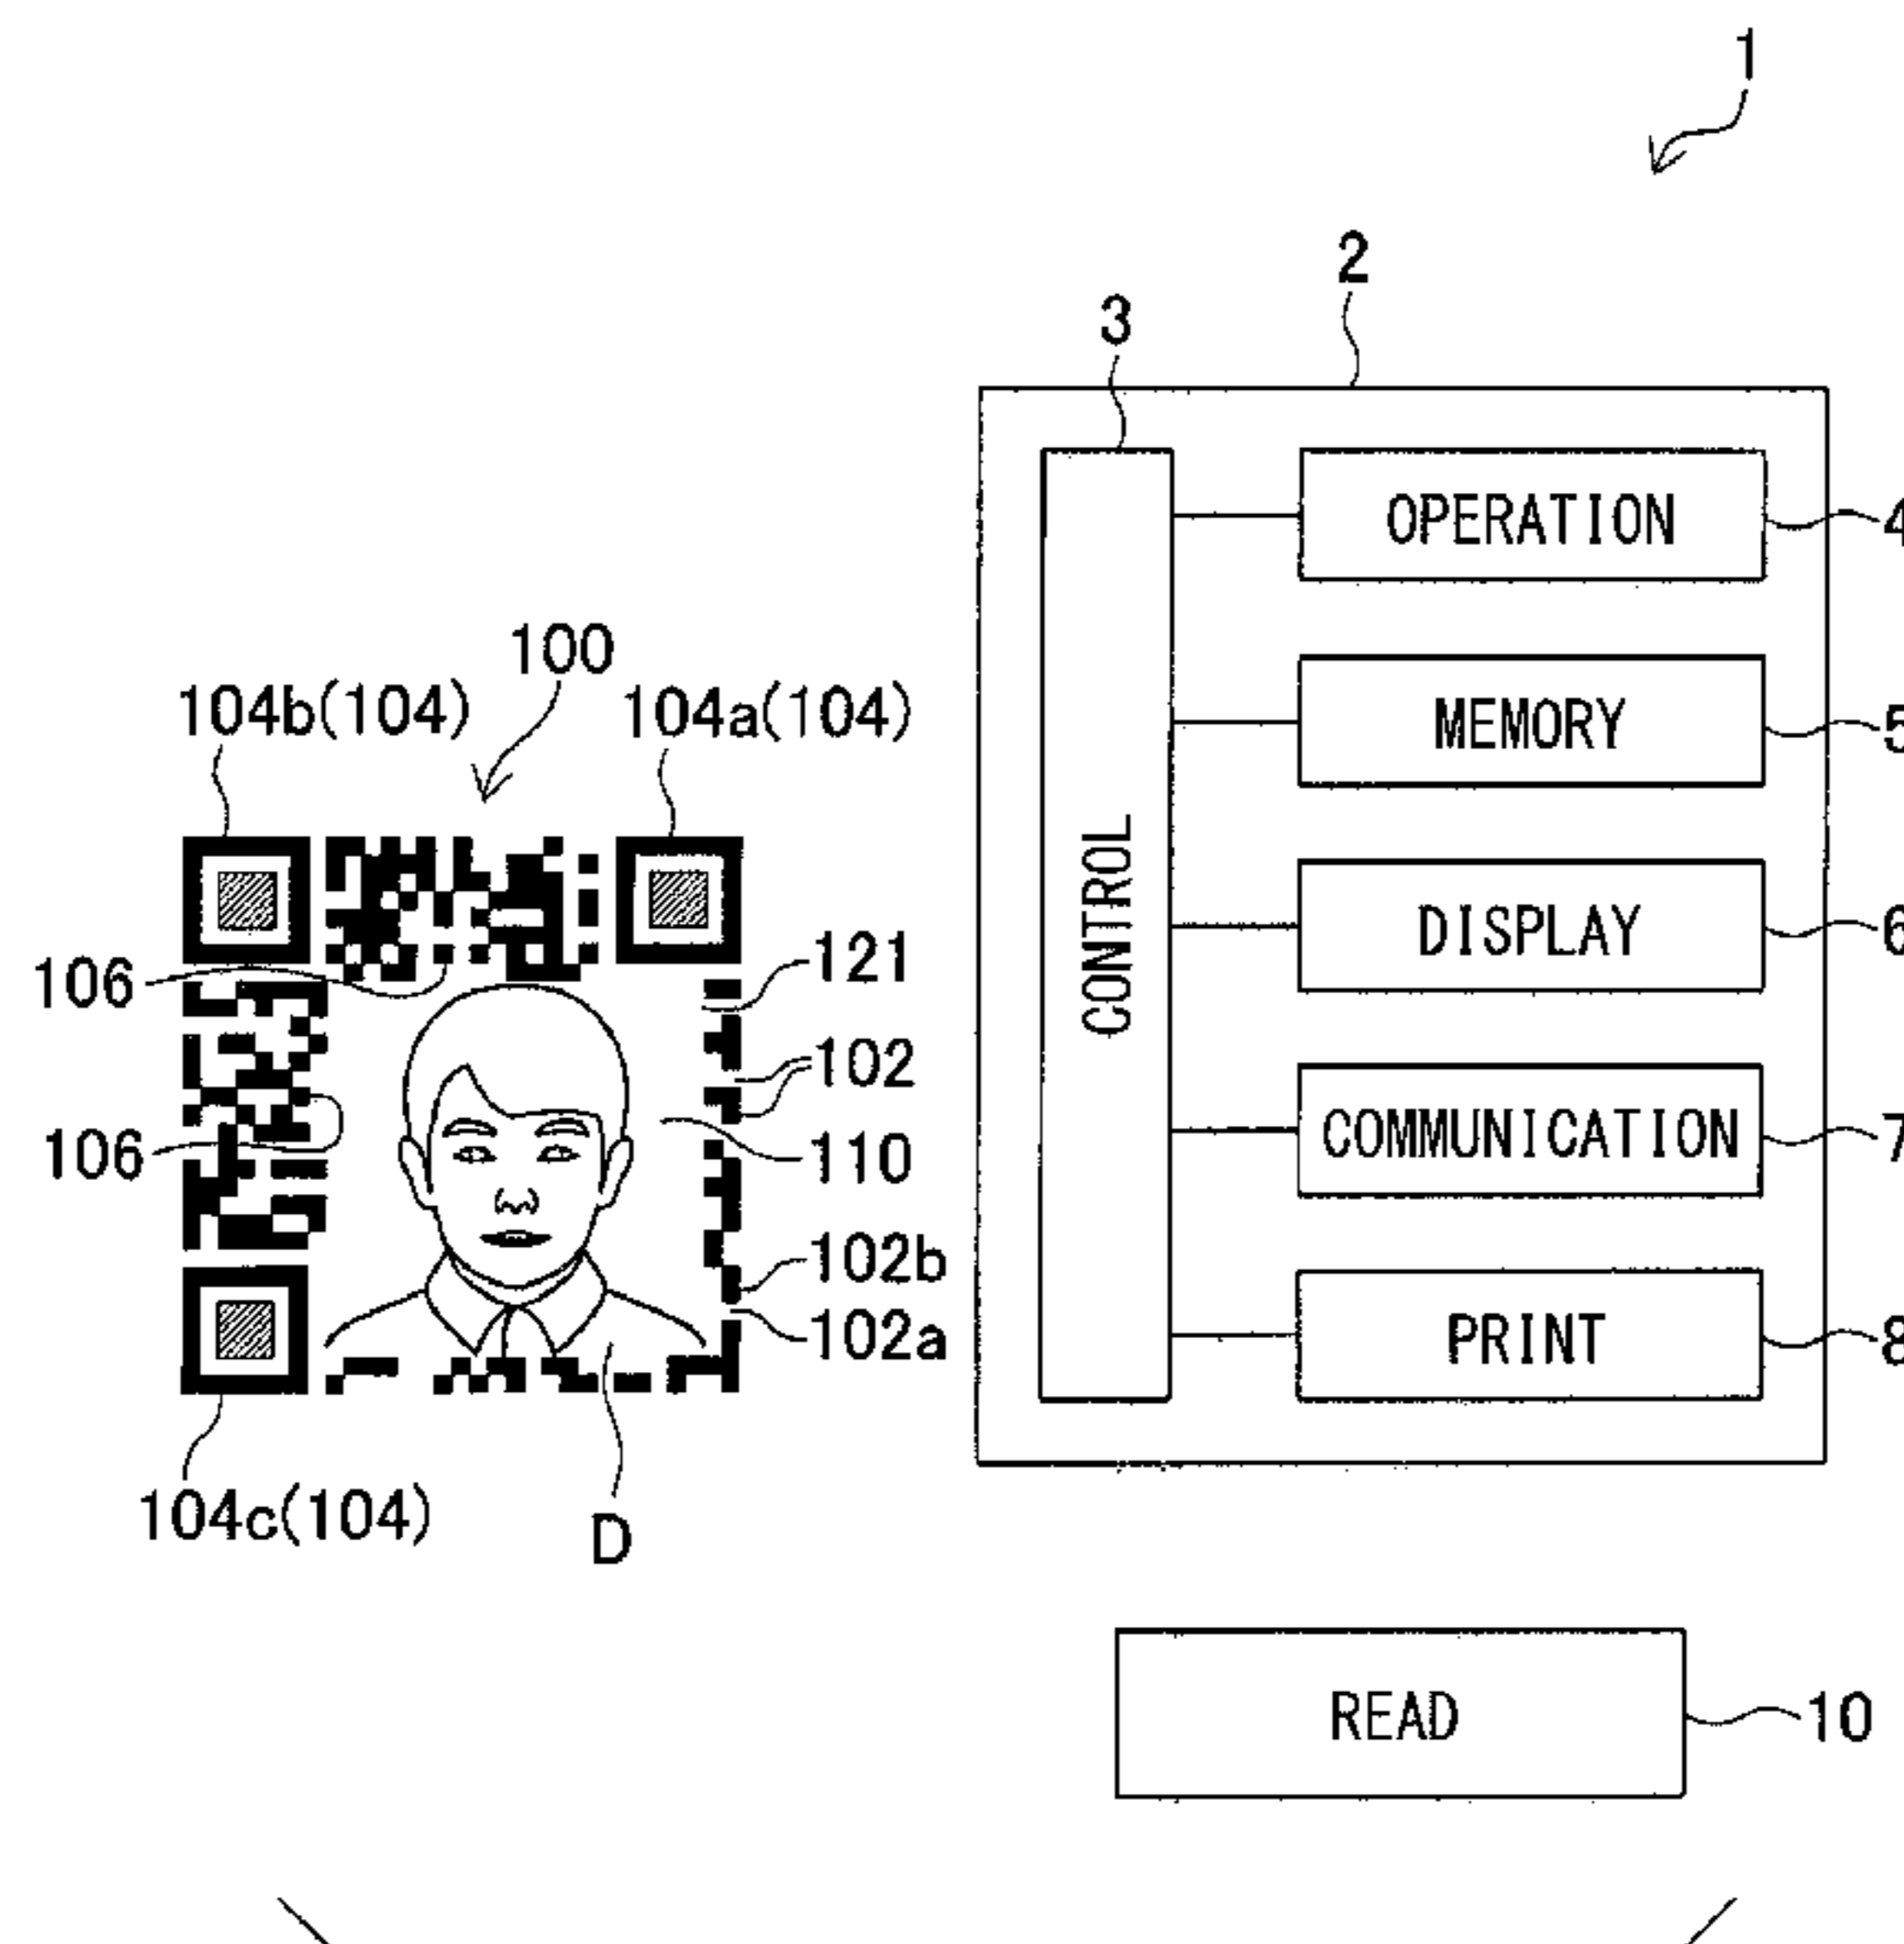 1
2
3
OPERATION 4
100
104b(104) 104a(104)
MEMORY 5
CONTROL
DISPLAY 6
121
106
102
COMMUNICATION 7
106
110
102b
102a
PRINT 8
104c(104)
D
READ 10